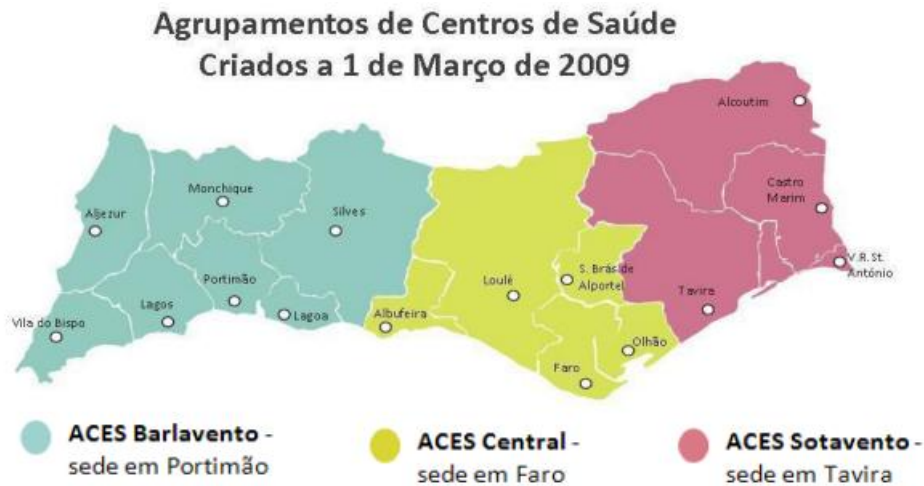 Agrupamentos de Centros de Saúde
Criados a 1 de Março de 2009
Alcoutim
Monchique
Castro
Marim
Aljezur
Silves
V.R.St.
António
S. Brás de
Alportel
Portimão
Loulé
Tavira
Lagos
Lagoa
Albufeira
Vila do Bispo
Olhão
Faro
ACES Barlavento -
sede em Portimão
ACES Central -
sede em Faro
ACES Sotavento -
sede em Tavira